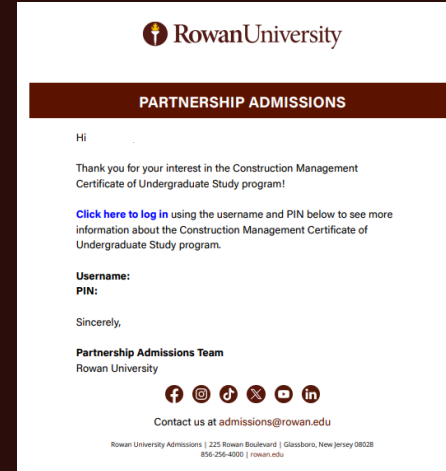 RowanUniversity
PARTNERSHIP ADMISSIONS
Hi
Thank you for your interest in the Construction Management
Certificate of Undergraduate Study program!
Click here to log in using the username and PIN below to see more
information about the Construction Management Certificate of
Undergraduate Study program.
Username:
PIN:
Sincerely,
Partnership Admissions Team
Rowan University
Contact us at admissions@rowan.edu
Rowan University Admissions | 225 Rowan Boulevard | Glassboro, New Jersey 08028
856-256-4000 | rowan.edu